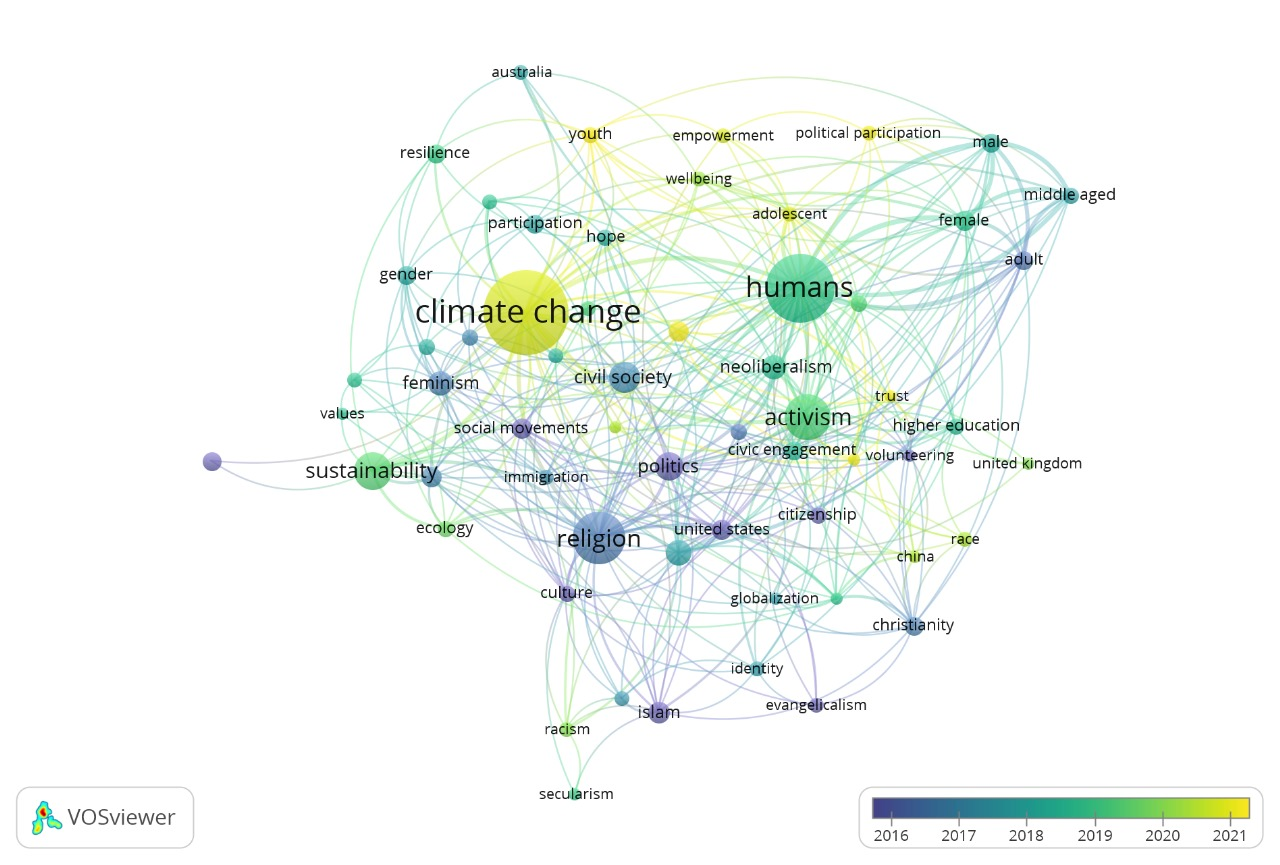 australia
youth
empowerment
political participation
male
resilience
wellbeing
middle aged
participation
adolescent
female
hope
gender
adult
climate change
humans
neoliberalism
feminism
civil society
trust
values
activism
social movements
higher education
civic engagement
volunteering
united kingdom
sustainability
immigration
politics
ecology
citizenship
united states
religion
race
china
culture
globalization
christianity
identity
islam
evangelicalism
racism
secularism
VOSviewer
2016 2017 2018 2019 2020 2021